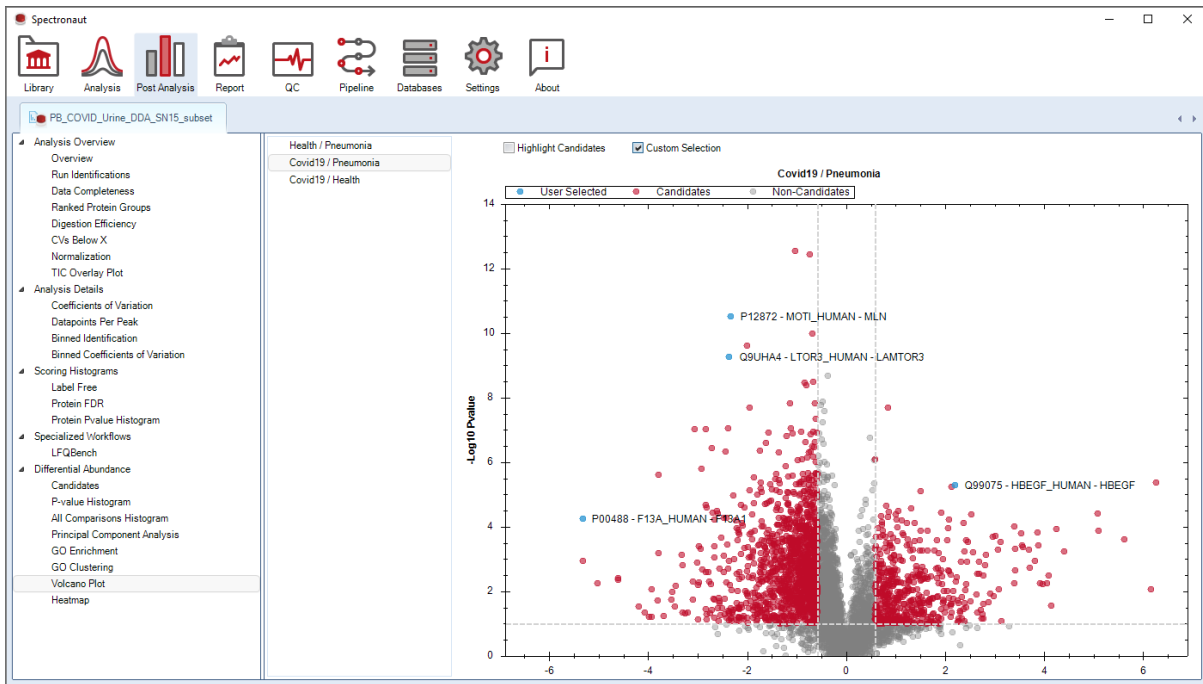 Spectronaut
Library Analysis Post Analysis Report QC Pipeline Databases Settings About
PB_COVID_Urine_DDA_SN15_subset
Analysis Overview
Overview
Run Identifications
Data Completeness
Ranked Protein Groups
Digestion Efficiency
CVs Below X
Normalization
TIC Overlay Plot
Analysis Details
Coefficients of Variation
Datapoints Per Peak
Binned Identification
Binned Coefficients of Variation
Scoring Histograms
Label Free
Protein FDR
Protein Pvalue Histogram
Specialized Workflows
LFQBench
Differential Abundance
Candidates
P-value Histogram
All Comparisons Histogram
Principal Component Analysis
GO Enrichment
GO Clustering
Volcano Plot
Heatmap
Health / Pneumonia
Covid19 / Pneumonia
Covid19 / Health
Highlight Candidates Custom Selection
Covid19 / Pneumonia
User Selected Candidates Non-Candidates
-Log10 Pvalue
14
12
10
8
6
4
2
0
P12872 - MOTI_HUMAN - MLN
Q9UHA4 - LTOR3_HUMAN - LAMTOR3
Q99075 - HBEGF_HUMAN - HBEGF
P00488 - F13A_HUMAN - F13A1
-6 -4 -2 0 2 4 6